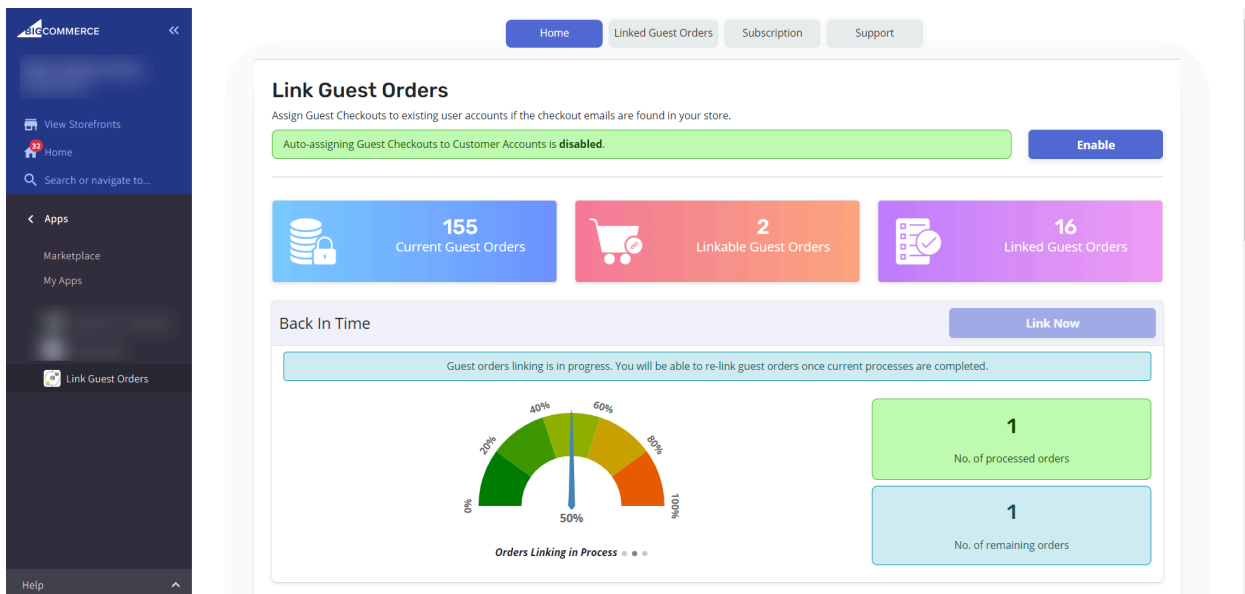 BIGCOMMERCE
View Storefronts
32
Home
Search or navigate to...
Apps
Marketplace
My Apps
Link Guest Orders
Help
Home
Linked Guest Orders
Subscription
Support
Link Guest Orders
Assign Guest Checkouts to existing user accounts if the checkout emails are found in your store.
Auto-assigning Guest Checkouts to Customer Accounts is disabled.
Enable
155
Current Guest Orders
2
Linkable Guest Orders
16
Linked Guest Orders
Back In Time
Link Now
Guest orders linking is in progress. You will be able to re-link guest orders once current processes are completed.
0%
20%
40%
60%
80%
100%
50%
Orders Linking in Process
1
No. of processed orders
1
No. of remaining orders